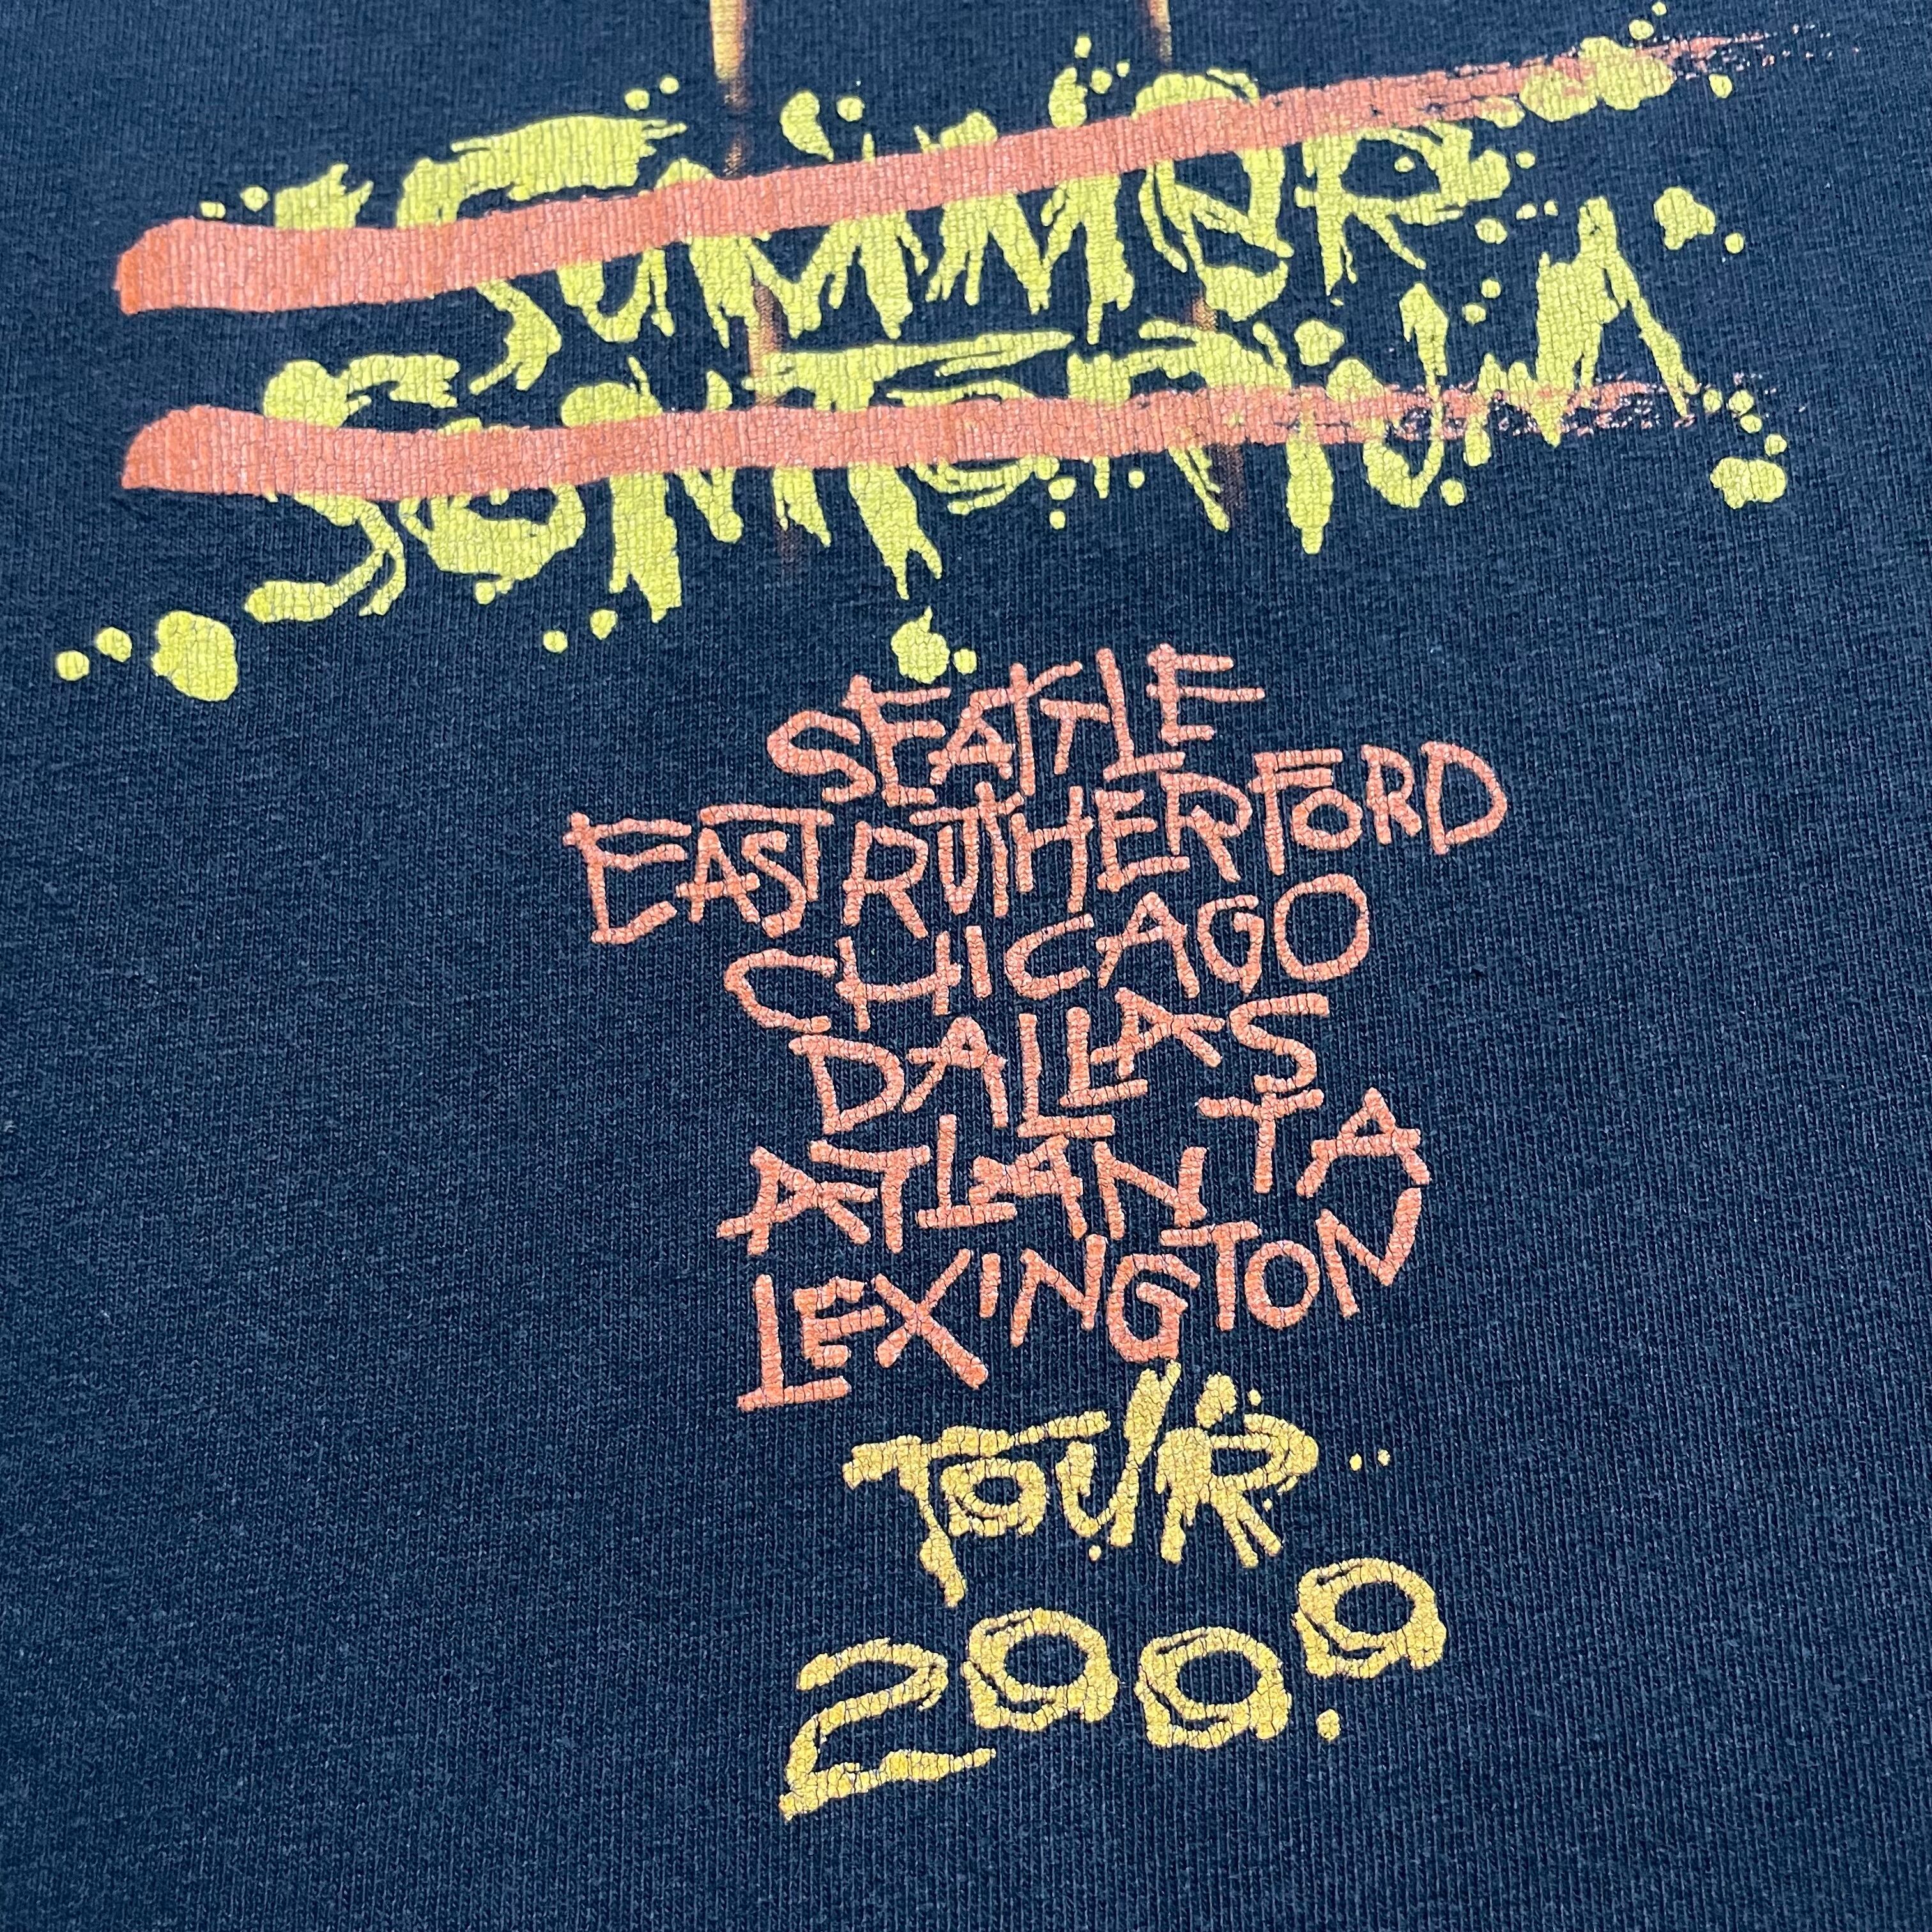 SUMMER
SANITARIUM
SEATTLE
EAST RUTHERFORD
CHICAGO
DALLAS
ATLANTA
LEXINGTON
TOUR
2000